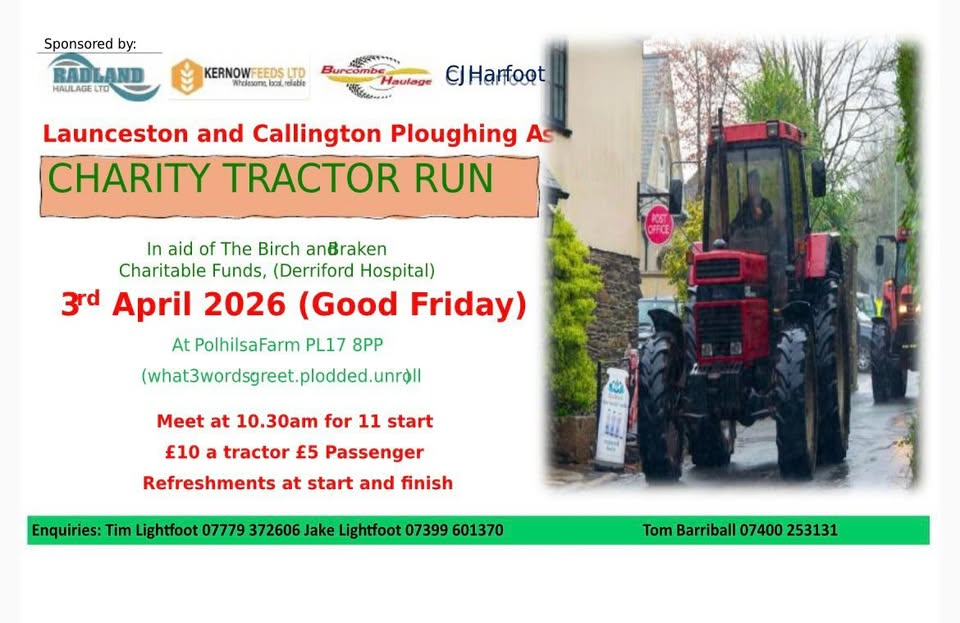 Sponsored by:
RADLAND
HAULAGE LTD
KERNOWFEEDS LTD
Wholesome, local, reliable
Burcombe
Haulage
CJ Harfoot
Launceston and Callington Ploughing As
CHARITY TRACTOR RUN
In aid of The Birch and Braken
Charitable Funds, (Derriford Hospital)
3rd April 2026 (Good Friday)
At PolhilsaFarm PL17 8PP
(what3wordsgreet.plodded.unroll)
Meet at 10.30am for 11 start
£10 a tractor £5 Passenger
Refreshments at start and finish
POST
OFFICE
Enquiries: Tim Lightfoot 07779 372606 Jake Lightfoot 07399 601370 Tom Barriball 07400 253131